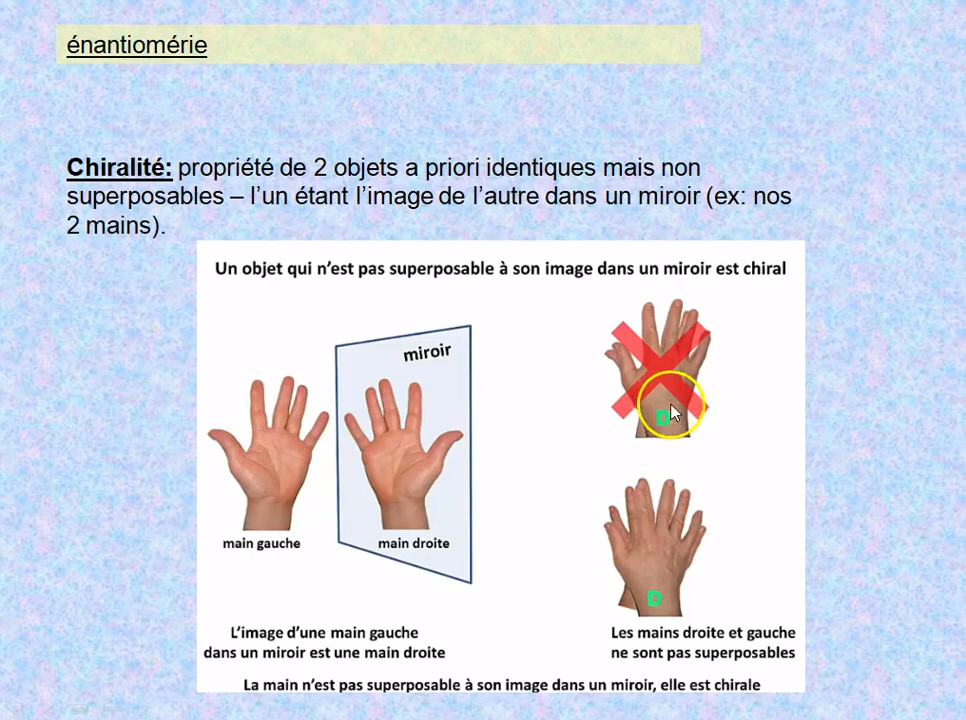 énantiomérie
Chiralité: propriété de 2 objets a priori identiques mais non
superposables – l’un étant l’image de l’autre dans un miroir (ex: nos
2 mains).
Un objet qui n’est pas superposable à son image dans un miroir est chiral
miroir
D
main gauche
main droite
D
L’image d’une main gauche
dans un miroir est une main droite
Les mains droite et gauche
ne sont pas superposables
La main n’est pas superposable à son image dans un miroir, elle est chirale